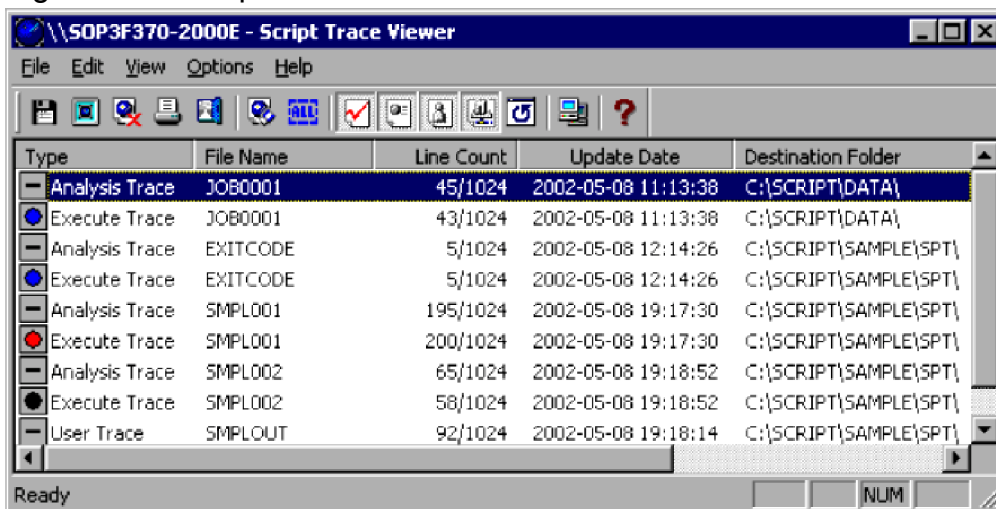 \\SOP3F370-2000E - Script Trace Viewer
File Edit View Options Help
ALL
Type File Name Line Count Update Date Destination Folder
Analysis Trace JOB0001 45/1024 2002-05-08 11:13:38 C:\SCRIPT\DATA\
Execute Trace JOB0001 43/1024 2002-05-08 11:13:38 C:\SCRIPT\DATA\
Analysis Trace EXITCODE 5/1024 2002-05-08 12:14:26 C:\SCRIPT\SAMPLE\SPT\
Execute Trace EXITCODE 5/1024 2002-05-08 12:14:26 C:\SCRIPT\SAMPLE\SPT\
Analysis Trace SMPL001 195/1024 2002-05-08 19:17:30 C:\SCRIPT\SAMPLE\SPT\
Execute Trace SMPL001 200/1024 2002-05-08 19:17:30 C:\SCRIPT\SAMPLE\SPT\
Analysis Trace SMPL002 65/1024 2002-05-08 19:18:52 C:\SCRIPT\SAMPLE\SPT\
Execute Trace SMPL002 58/1024 2002-05-08 19:18:52 C:\SCRIPT\SAMPLE\SPT\
User Trace SMPLOUT 92/1024 2002-05-08 19:18:14 C:\SCRIPT\SAMPLE\SPT\
Ready NUM